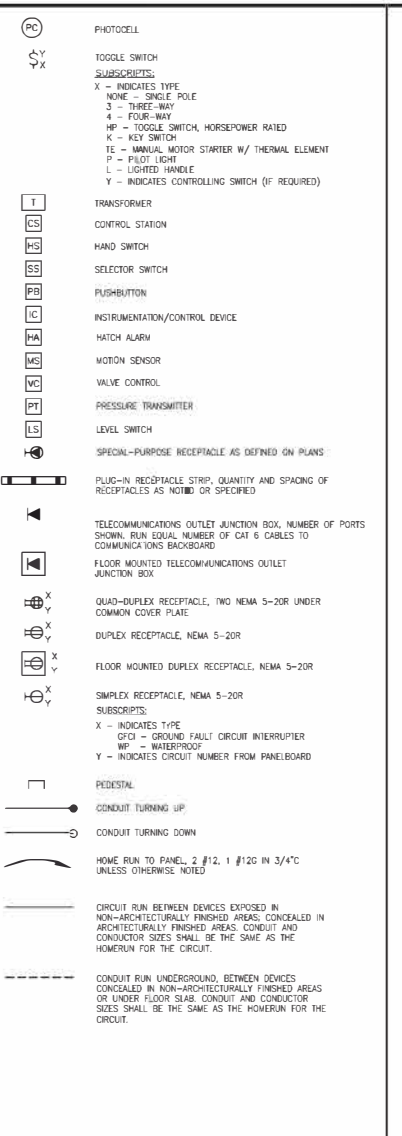 PC PHOTOCELL
$ Y X TOGGLE SWITCH
SUBSCRIPTS:
X - INDICATES TYPE
NONE - SINGLE POLE
3 - THREE-WAY
4 - FOUR-WAY
HP - TOGGLE SWITCH, HORSEPOWER RATED
K - KEY SWITCH
TE - MANUAL MOTOR STARTER W/ THERMAL ELEMENT
P - PILOT LIGHT
L - LIGHTED HANDLE
Y - INDICATES CONTROLLING SWITCH (IF REQUIRED)
T TRANSFORMER
CS CONTROL STATION
HS HAND SWITCH
SS SELECTOR SWITCH
PB PUSHBUTTON
IC INSTRUMENTATION/CONTROL DEVICE
HA HATCH ALARM
MS MOTION SENSOR
VC VALVE CONTROL
PT PRESSURE TRANSMITTER
LS LEVEL SWITCH
SPECIAL-PURPOSE RECEPTACLE AS DEFINED ON PLANS
PLUG-IN RECEPTACLE STRIP, QUANTITY AND SPACING OF
RECEPTACLES AS NOTED OR SPECIFIED
TELECOMMUNICATIONS OUTLET JUNCTION BOX, NUMBER OF PORTS
SHOWN. RUN EQUAL NUMBER OF CAT 6 CABLES TO
COMMUNICATIONS BACKBOARD
FLOOR MOUNTED TELECOMMUNICATIONS OUTLET
JUNCTION BOX
X Y QUAD-DUPLEX RECEPTACLE, TWO NEMA 5-20R UNDER
COMMON COVER PLATE
X Y DUPLEX RECEPTACLE, NEMA 5-20R
X Y FLOOR MOUNTED DUPLEX RECEPTACLE, NEMA 5-20R
X Y SIMPLEX RECEPTACLE, NEMA 5-20R
SUBSCRIPTS:
X - INDICATES TYPE
GFCI - GROUND FAULT CIRCUIT INTERRUPTER
WP - WATERPROOF
Y - INDICATES CIRCUIT NUMBER FROM PANELBOARD
PEDESTAL
CONDUIT TURNING UP
CONDUIT TURNING DOWN
HOME RUN TO PANEL, 2 #12, 1 #12G IN 3/4"C
UNLESS OTHERWISE NOTED
CIRCUIT RUN BETWEEN DEVICES EXPOSED IN
NON-ARCHITECTURALLY FINISHED AREAS; CONCEALED IN
ARCHITECTURALLY FINISHED AREAS. CONDUIT AND
CONDUCTOR SIZES SHALL BE THE SAME AS THE
HOMERUN FOR THE CIRCUIT.
CONDUIT RUN UNDERGROUND, BETWEEN DEVICES
CONCEALED IN NON-ARCHITECTURALLY FINISHED AREAS
OR UNDER FLOOR SLAB. CONDUIT AND CONDUCTOR
SIZES SHALL BE THE SAME AS THE HOMERUN FOR THE
CIRCUIT.